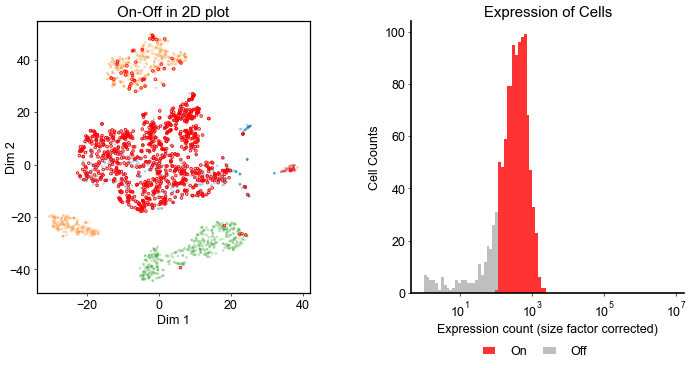 On-Off in 2D plot
40
20
0
−20
−40
Dim 2
−20
0
20
40
Dim 1
Expression of Cells
100
80
60
40
20
0
Cell Counts
10^1
10^3
10^5
10^7
Expression count (size factor corrected)
On
Off